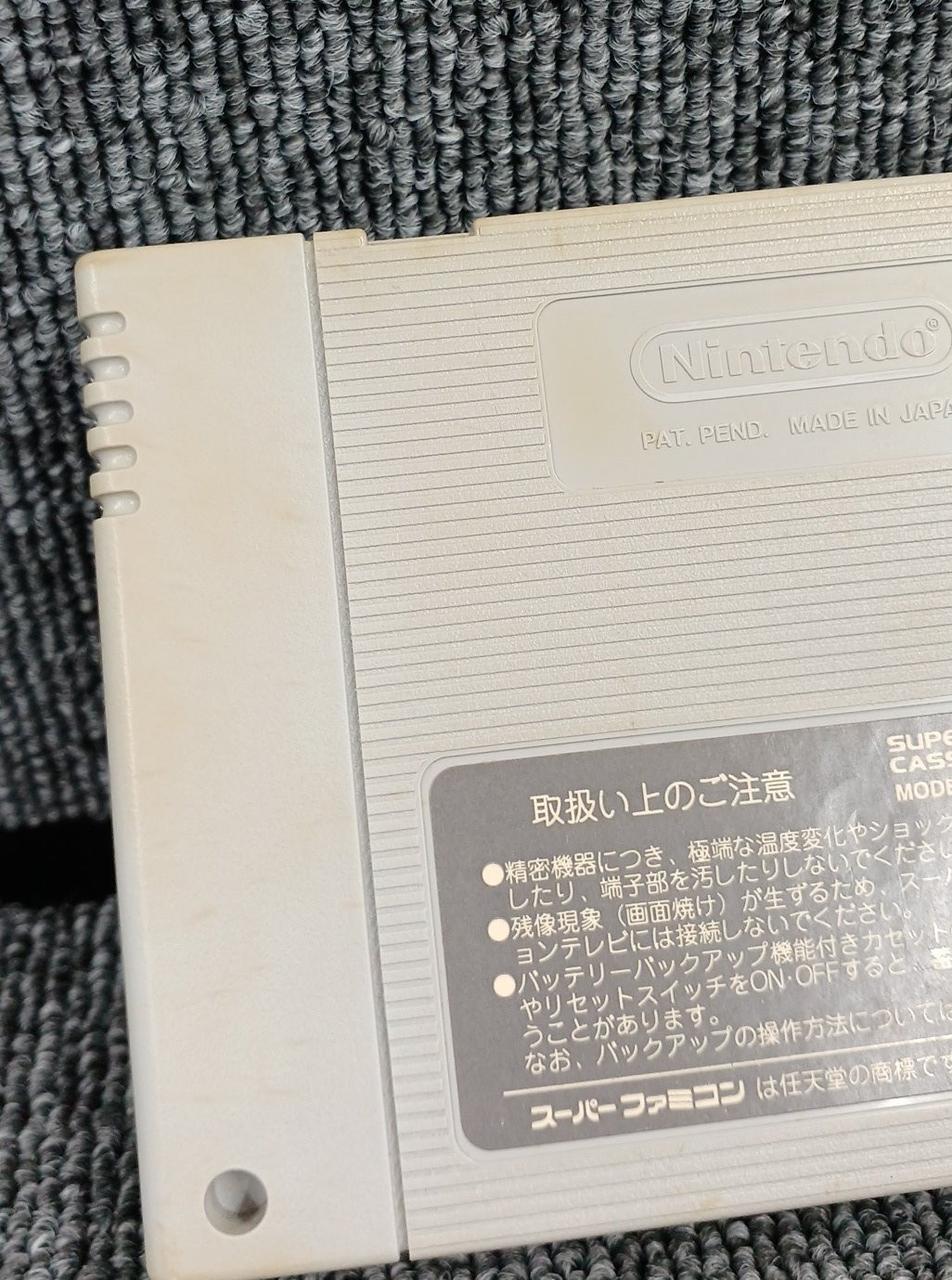 Nintendo®
PAT. PEND. MADE IN JAPA
SUPE
CASS
MODE
取扱い上のご注意
●精密機器につき、極端な温度変化やショック
したり、端子部を汚したりしないでくださ
●残像現象（画面焼け）が生ずるため、スー
ョンテレビには接続しないでください。
●バッテリーバックアップ機能付きカセット
やリセットスイッチをON·OFFすると、
うことがあります。
なお、バックアップの操作方法については
スーパーファミコン は任天堂の商標です